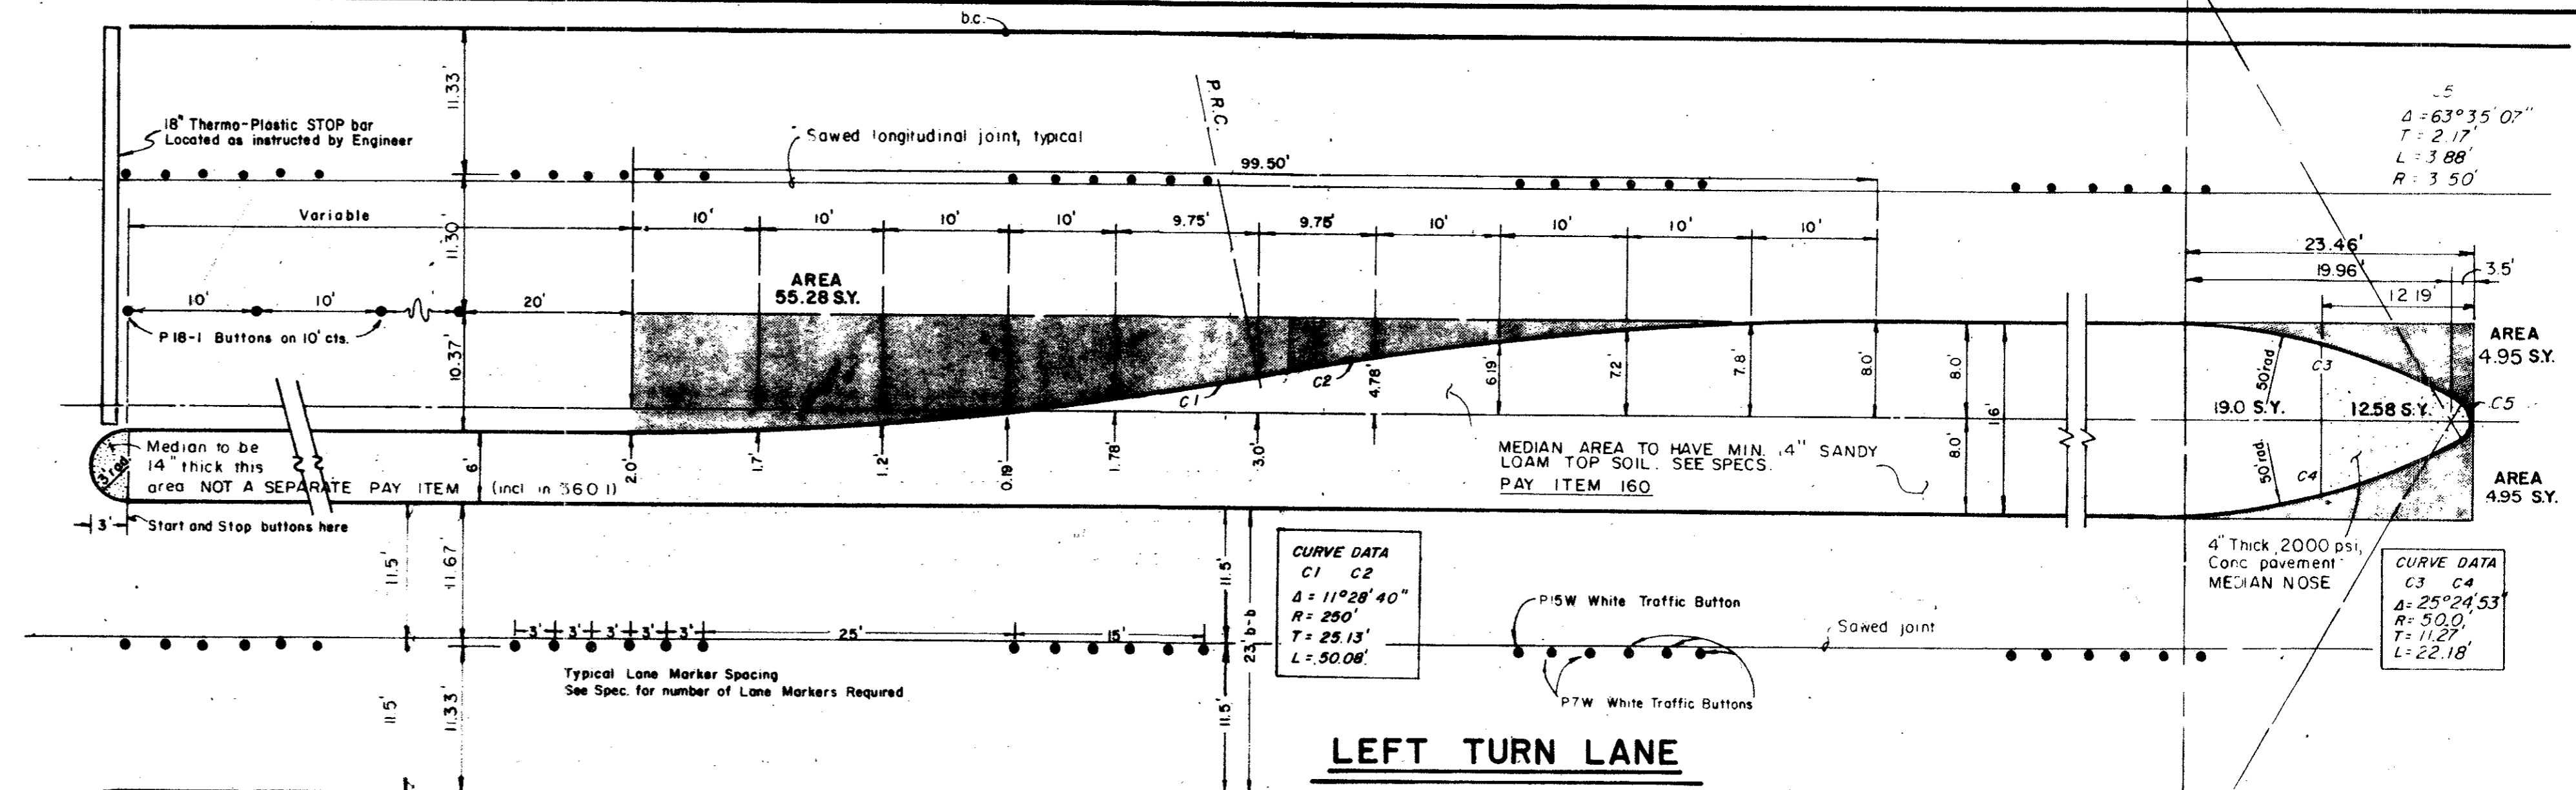 b.c.
11.33'
18" Thermo-Plastic STOP bar
Located as instructed by Engineer
P.R.C.
Sawed longitudinal joint, typical
99.50'
Δ = 63° 35' 07"
T = 2.17'
L = 3 88'
R = 3 50'
Variable
11.30'
10'
10'
10'
10'
9.75'
9.75'
10'
10'
10'
10'
23.46'
19.96'
3.5'
12 19'
AREA
55.28 S.Y.
10'
10'
20'
P 18-1 Buttons on 10' cts.
10.37'
C1
C2
4.78'
6.19'
7.2'
7.8'
8.0'
8.0'
8.0'
16'
50' rad
C3
AREA
4.95 S.Y.
19.0 S.Y.
12.58 S.Y.
C5
50' rad.
C4
AREA
4.95 S.Y.
3' rad.
Median to be
14" thick this
area NOT A SEPARATE PAY ITEM (incl in 360 1)
6'
2.0'
1.7'
1.2'
0.19'
1.78'
3.0'
MEDIAN AREA TO HAVE MIN. 4" SANDY
LOAM TOP SOIL. SEE SPECS.
PAY ITEM 160
3'
Start and Stop buttons here
11.5'
11.67'
11.5'
23' b-b
CURVE DATA
C1 C2
Δ = 11° 28' 40"
R = 250'
T = 25.13'
L = 50.08'
4" Thick, 2000 psi,
Conc pavement
MEDIAN NOSE
CURVE DATA
C3 C4
Δ = 25° 24' 53"
R = 50.0'
T = 11.27'
L = 22.18'
3' 3' 3' 3' 3'
25'
15'
P15W White Traffic Button
Sawed joint
Typical Lane Marker Spacing
See Spec. for number of Lane Markers Required
P7W White Traffic Buttons
11.5'
11.33'
11.5'
LEFT TURN LANE